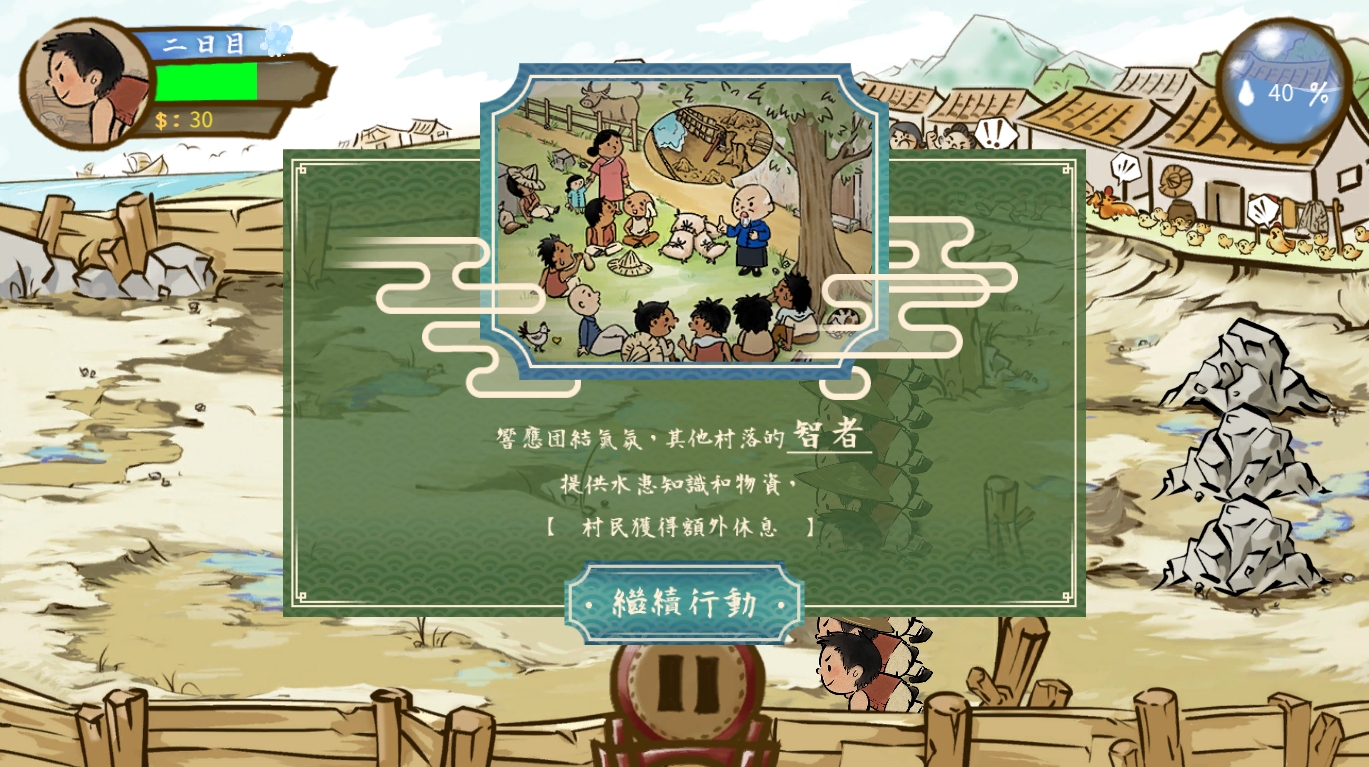 二日目
$: 30
40 %
響應団結氣氛，其他村落的智者
提供水患知識和物資，
【 村民獲得額外休息 】
繼續行動